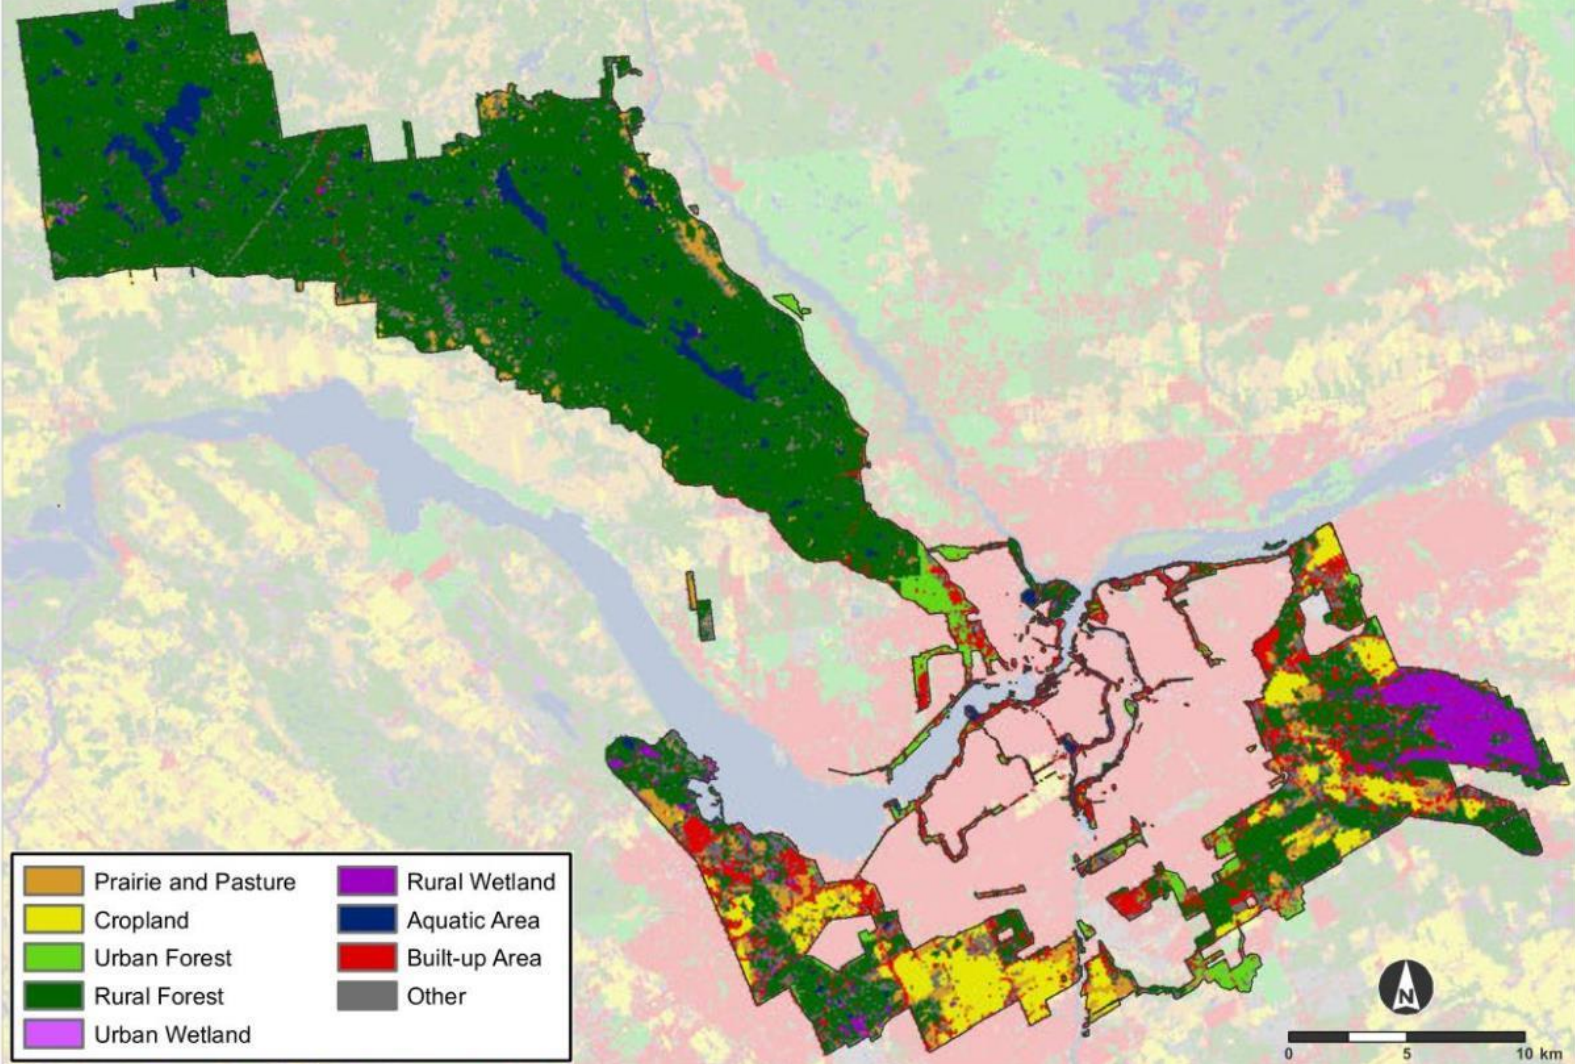 Prairie and Pasture
Cropland
Urban Forest
Rural Forest
Urban Wetland
Rural Wetland
Aquatic Area
Built-up Area
Other
N
0 5 10 km